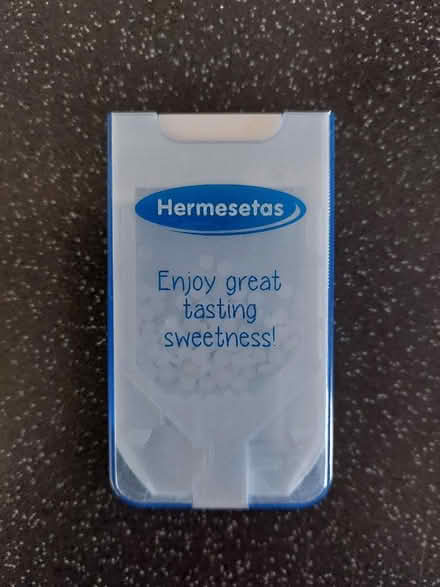 Hermesetas
Enjoy great
tasting
sweetness!